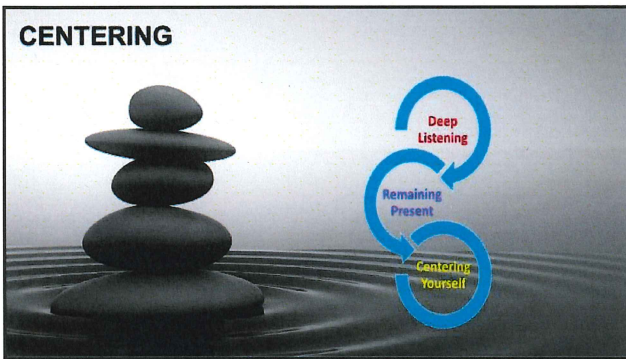 CENTERING
Deep
Listening
Remaining
Present
Centering
Yourself